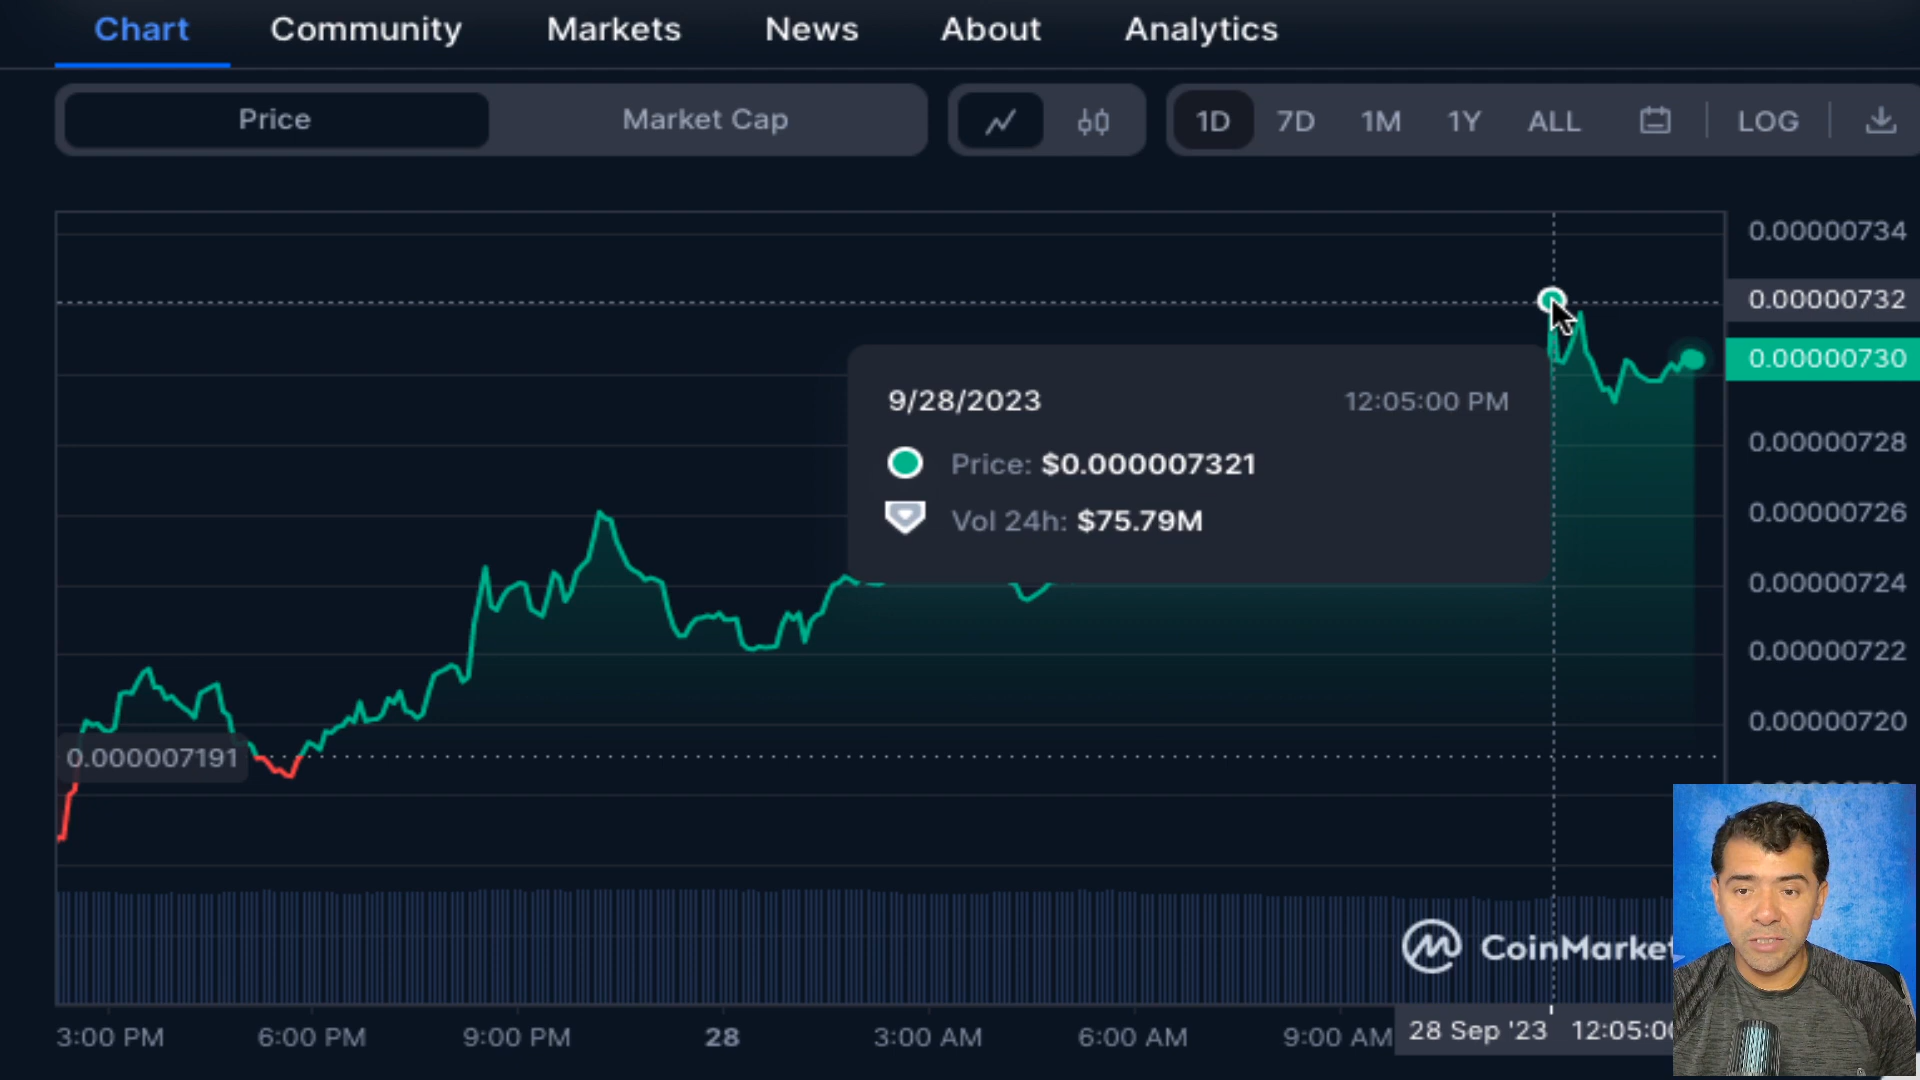 Chart Community Markets News About Analytics
Price Market Cap 1D 7D 1M 1Y ALL LOG
0.00000734
0.00000732
0.00000730
9/28/2023 12:05:00 PM
Price: $0.000007321
Vol 24h: $75.79M
0.00000728
0.00000726
0.00000724
0.00000722
0.00000720
0.000007191
CoinMarket
3:00 PM 6:00 PM 9:00 PM 28 3:00 AM 6:00 AM 9:00 AM 28 Sep '23 12:05:00